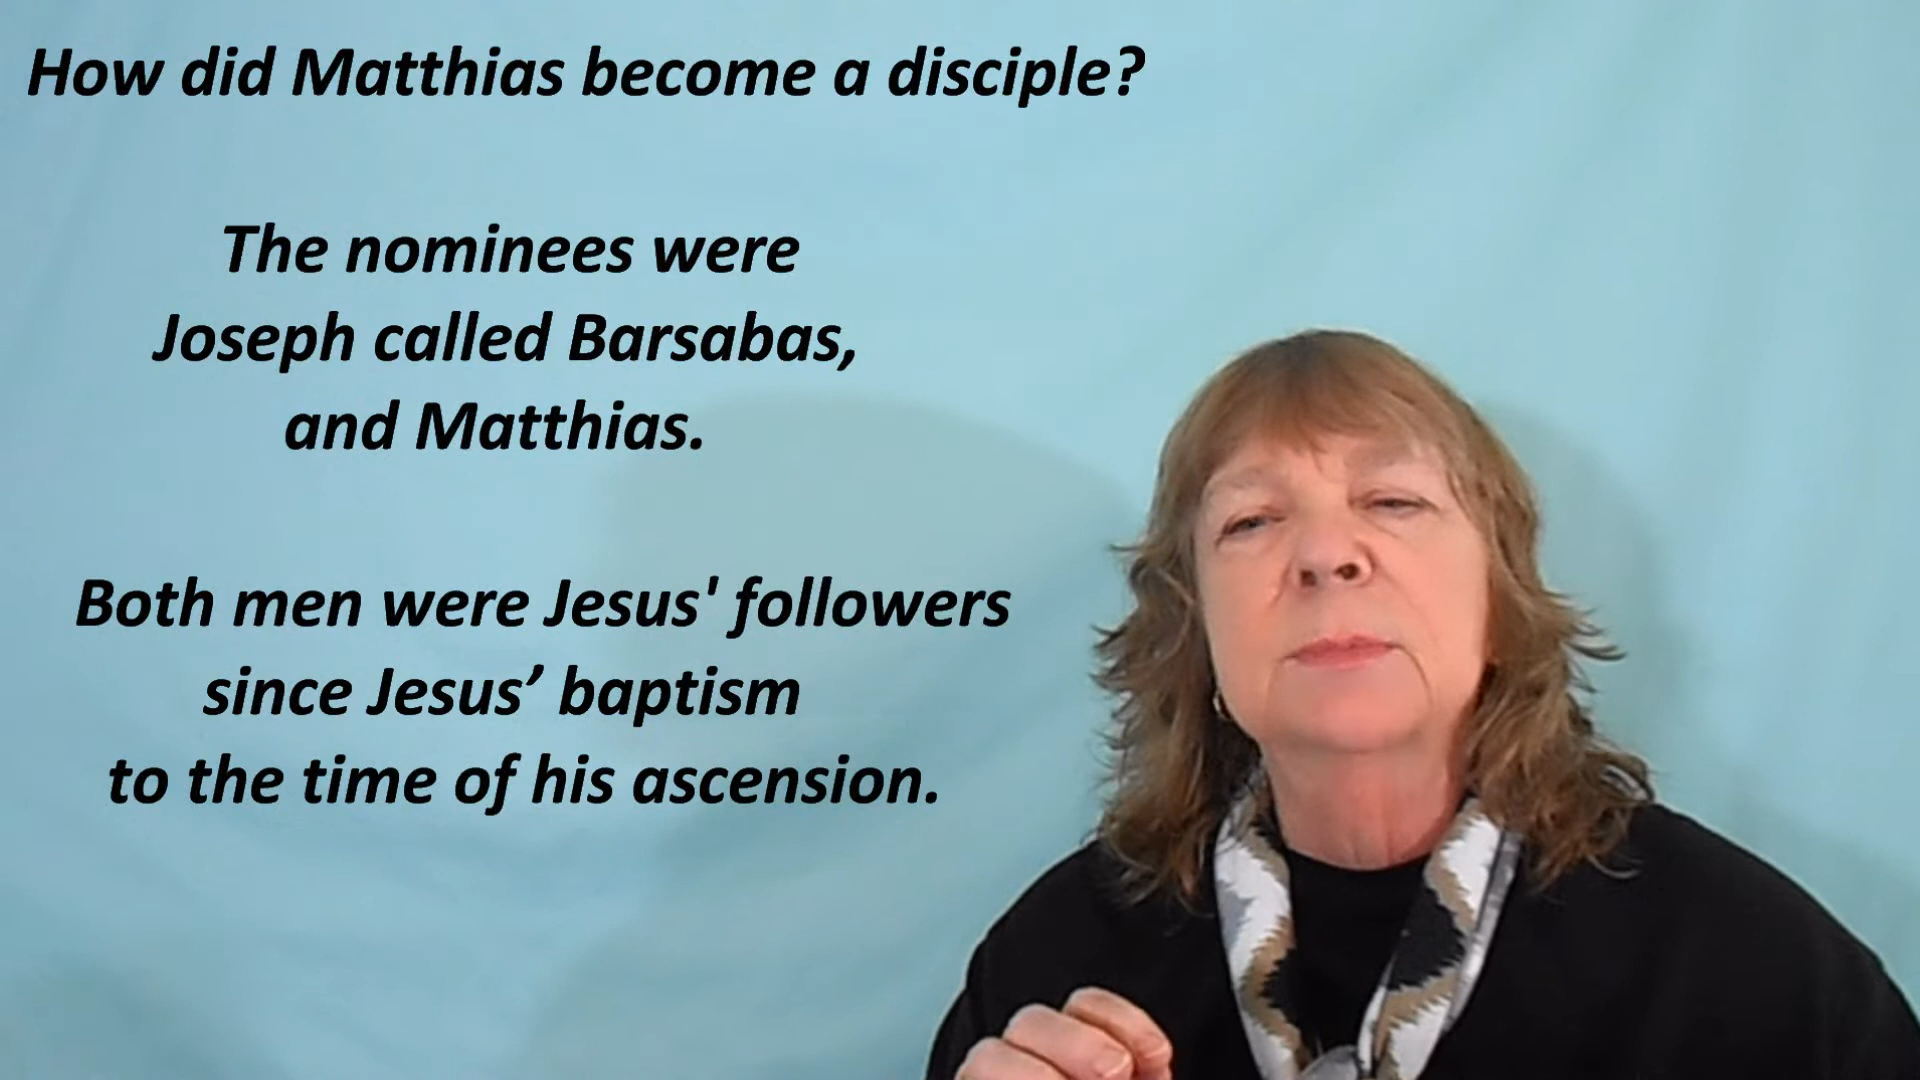 How did Matthias become a disciple?
The nominees were
Joseph called Barsabas,
and Matthias.
Both men were Jesus' followers
since Jesus’ baptism
to the time of his ascension.